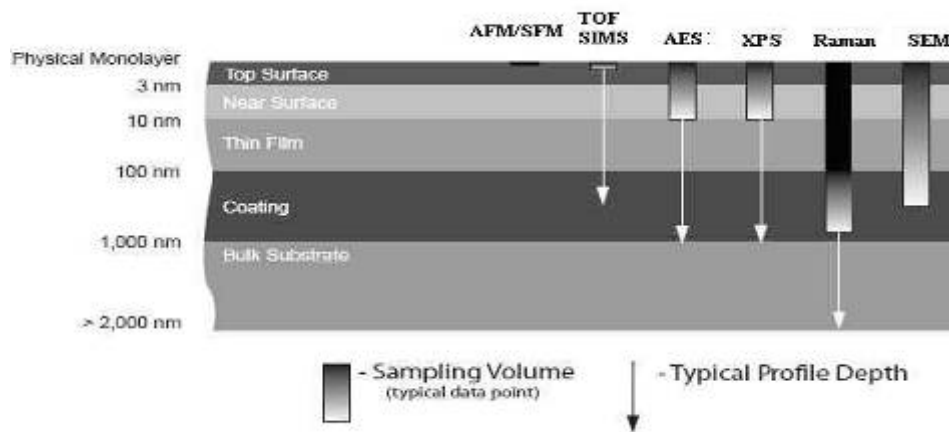 AFM/SFM
TOF
SIMS
AES:
XPS
Raman
SEM
Physical Monolayer
Top Surface
3 nm
Near Surface
10 nm
Thin Film
100 nm
Coating
1,000 nm
Bulk Substrate
> 2,000 nm
- Sampling Volume
(typical data point)
- Typical Profile Depth